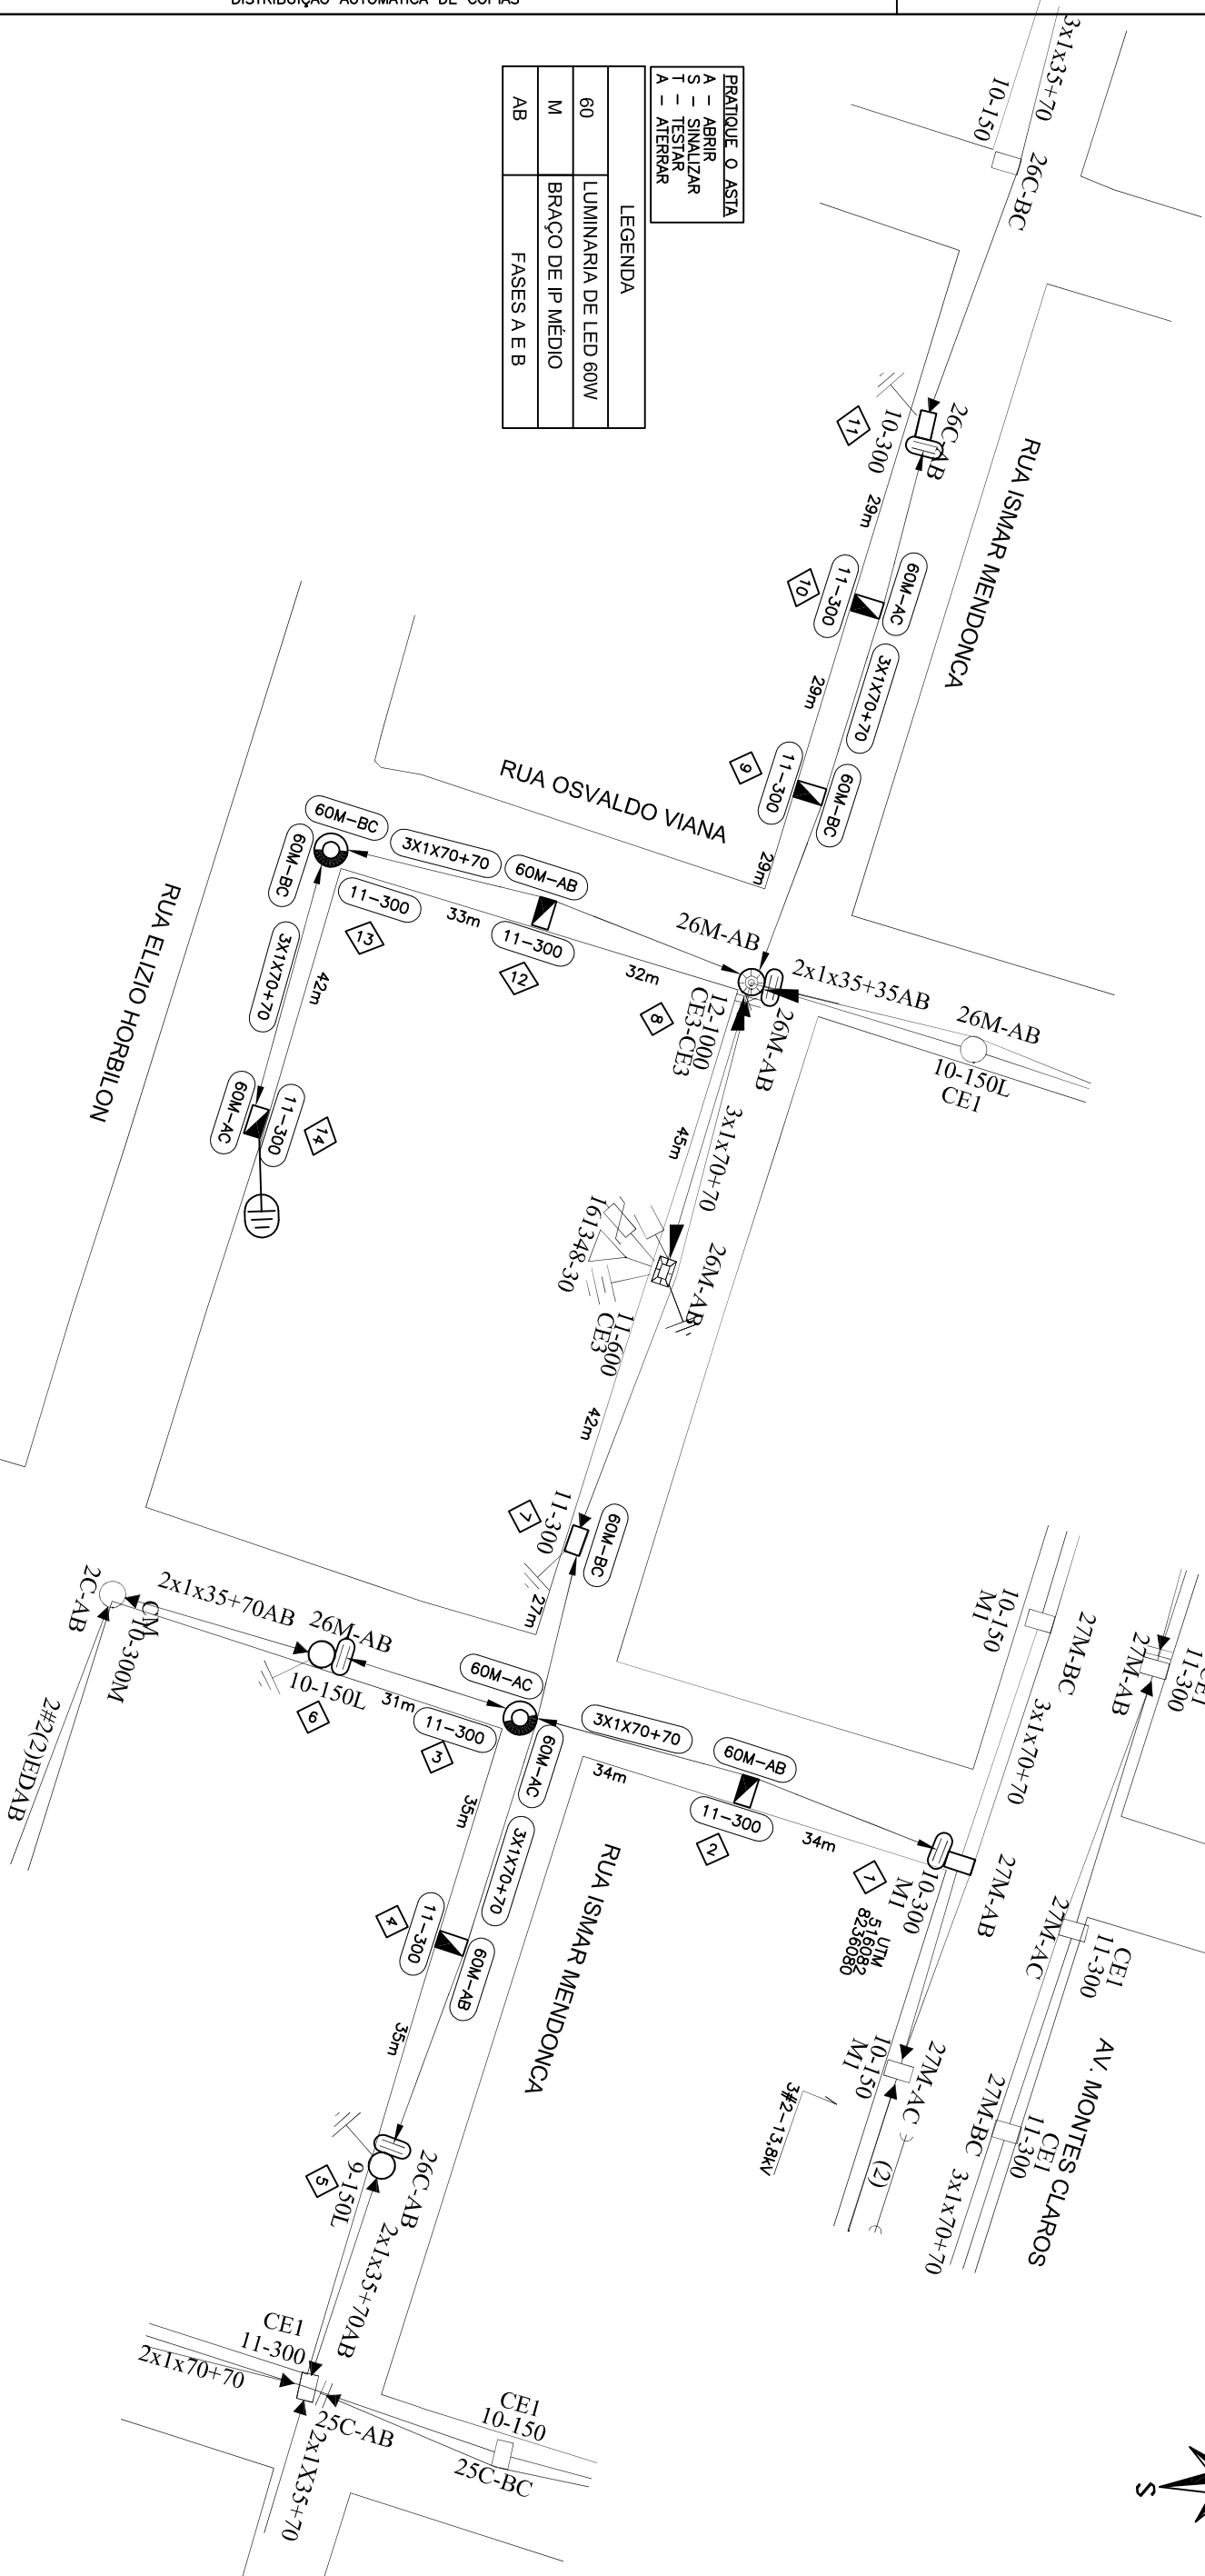 DISTRIBUIÇÃO AUTOMÁTICA DE CÓPIAS
PRATIQUE O ASTA
A - ABRIR
S - SINALIZAR
T - TESTAR
A - ATERRAR
LEGENDA
60 LUMINARIA DE LED 60W
M BRAÇO DE IP MÉDIO
AB FASES A E B
3x1x35+70
10-150
26C-BC
26C-AB
10-300
11
29m
RUA ISMAR MENDONCA
60M-AC
11-300
10
3X1X70+70
29m
60M-BC
11-300
9
29m
RUA OSVALDO VIANA
60M-BC
60M-BC
3X1X70+70
60M-AB
11-300
13
33m
11-300
12
32m
26M-AB
2x1x35+35AB
26M-AB
10-150L
CE1
26M-AB
12-1000
CE3-CE3
8
RUA ELIZIO HORBILON
3X1X70+70
42m
60M-AC
11-300
14
3x1x70+70
45m
161348-30
26M-AB
11-600
CE3
42m
60M-BC
11-300
7
27m
2C-AB
CM
10-300M
2#2(2)EDAB
2x1x35+70AB
26M-AB
10-150L
6
31m
60M-AC
11-300
3
60M-AC
3X1X70+70
34m
60M-AB
11-300
2
34m
1
10-300
M1
27M-AB
UTM
516082
8236080
10-150
M1
27M-BC
3x1x70+70
27M-AB
CE1
11-300
27M-AC
CE1
11-300
AV. MONTES CLAROS
27M-BC
CE1
11-300
3x1x70+70
27M-AC
10-150
M1
(2)
3#2-13,8kV
35m
3X1X70+70
RUA ISMAR MENDONCA
11-300
4
60M-AB
35m
26C-AB
9-150L
5
2x1x35+70AB
CE1
11-300
2x1x70+70
25C-AB
CE1
10-150
25C-BC
2x1X35+70
S